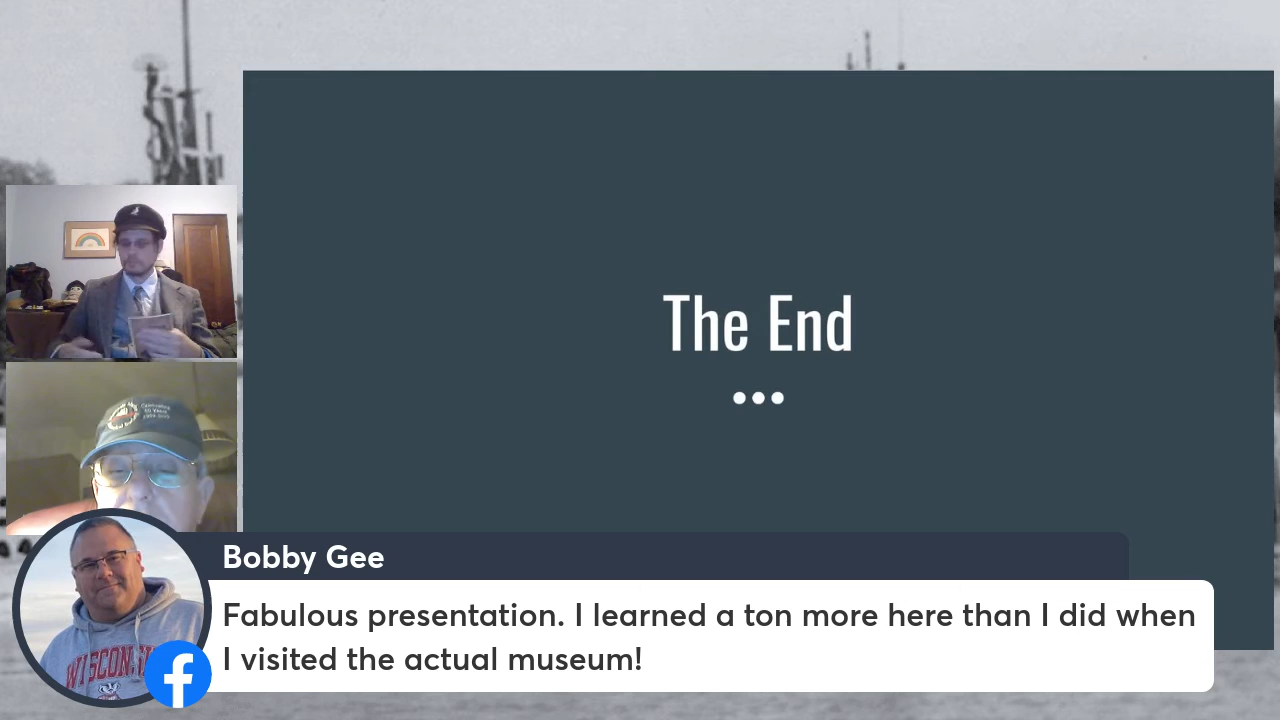 The End
Bobby Gee
Fabulous presentation. I learned a ton more here than I did when
I visited the actual museum!